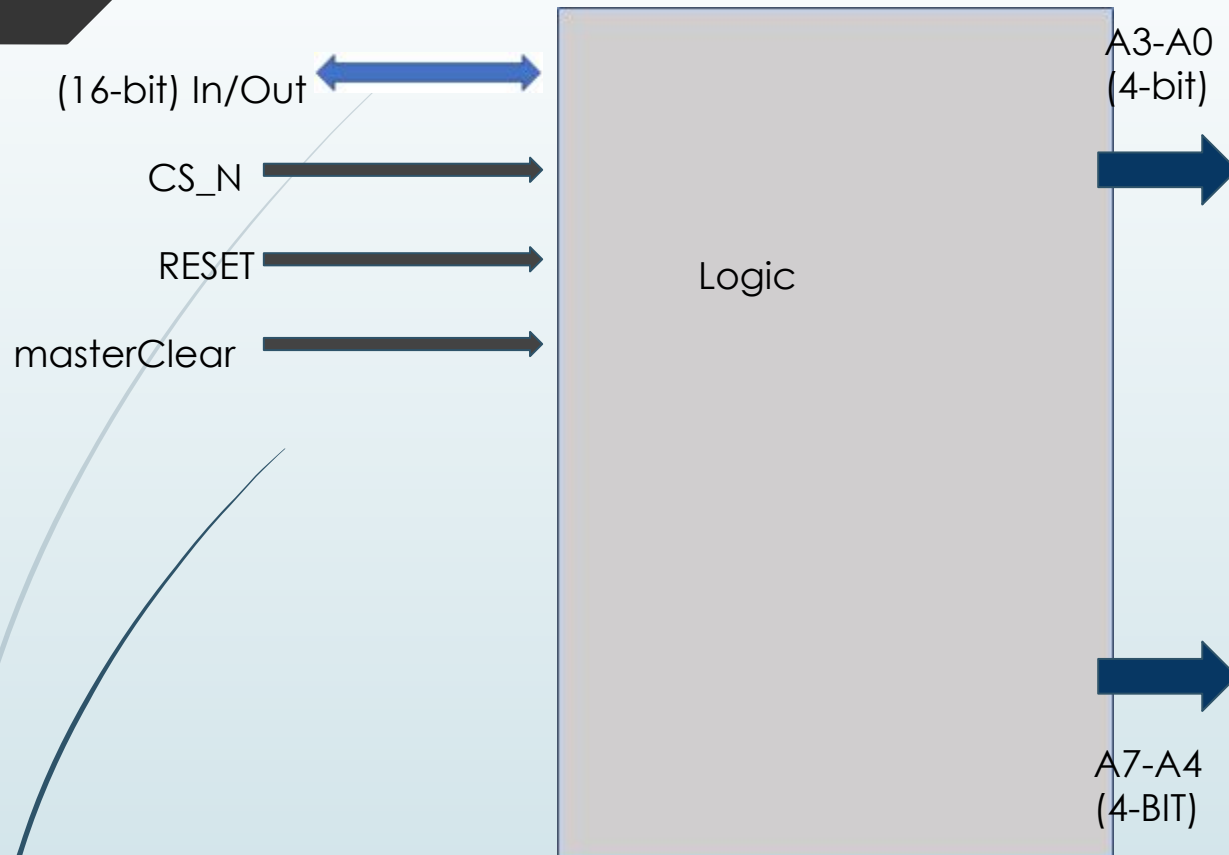 (16-bit) In/Out
CS_N
RESET
masterClear
Logic
A3-A0
(4-bit)
A7-A4
(4-BIT)